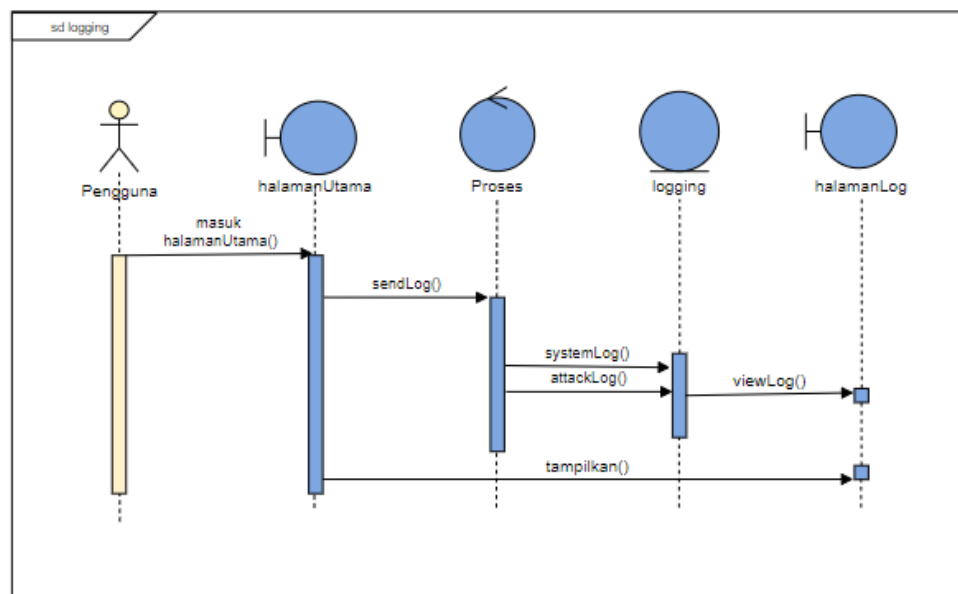 sd logging
Pengguna
halamanUtama
Proses
logging
halamanLog
masuk
halamanUtama()
sendLog()
systemLog()
attackLog()
viewLog()
tampilkan()